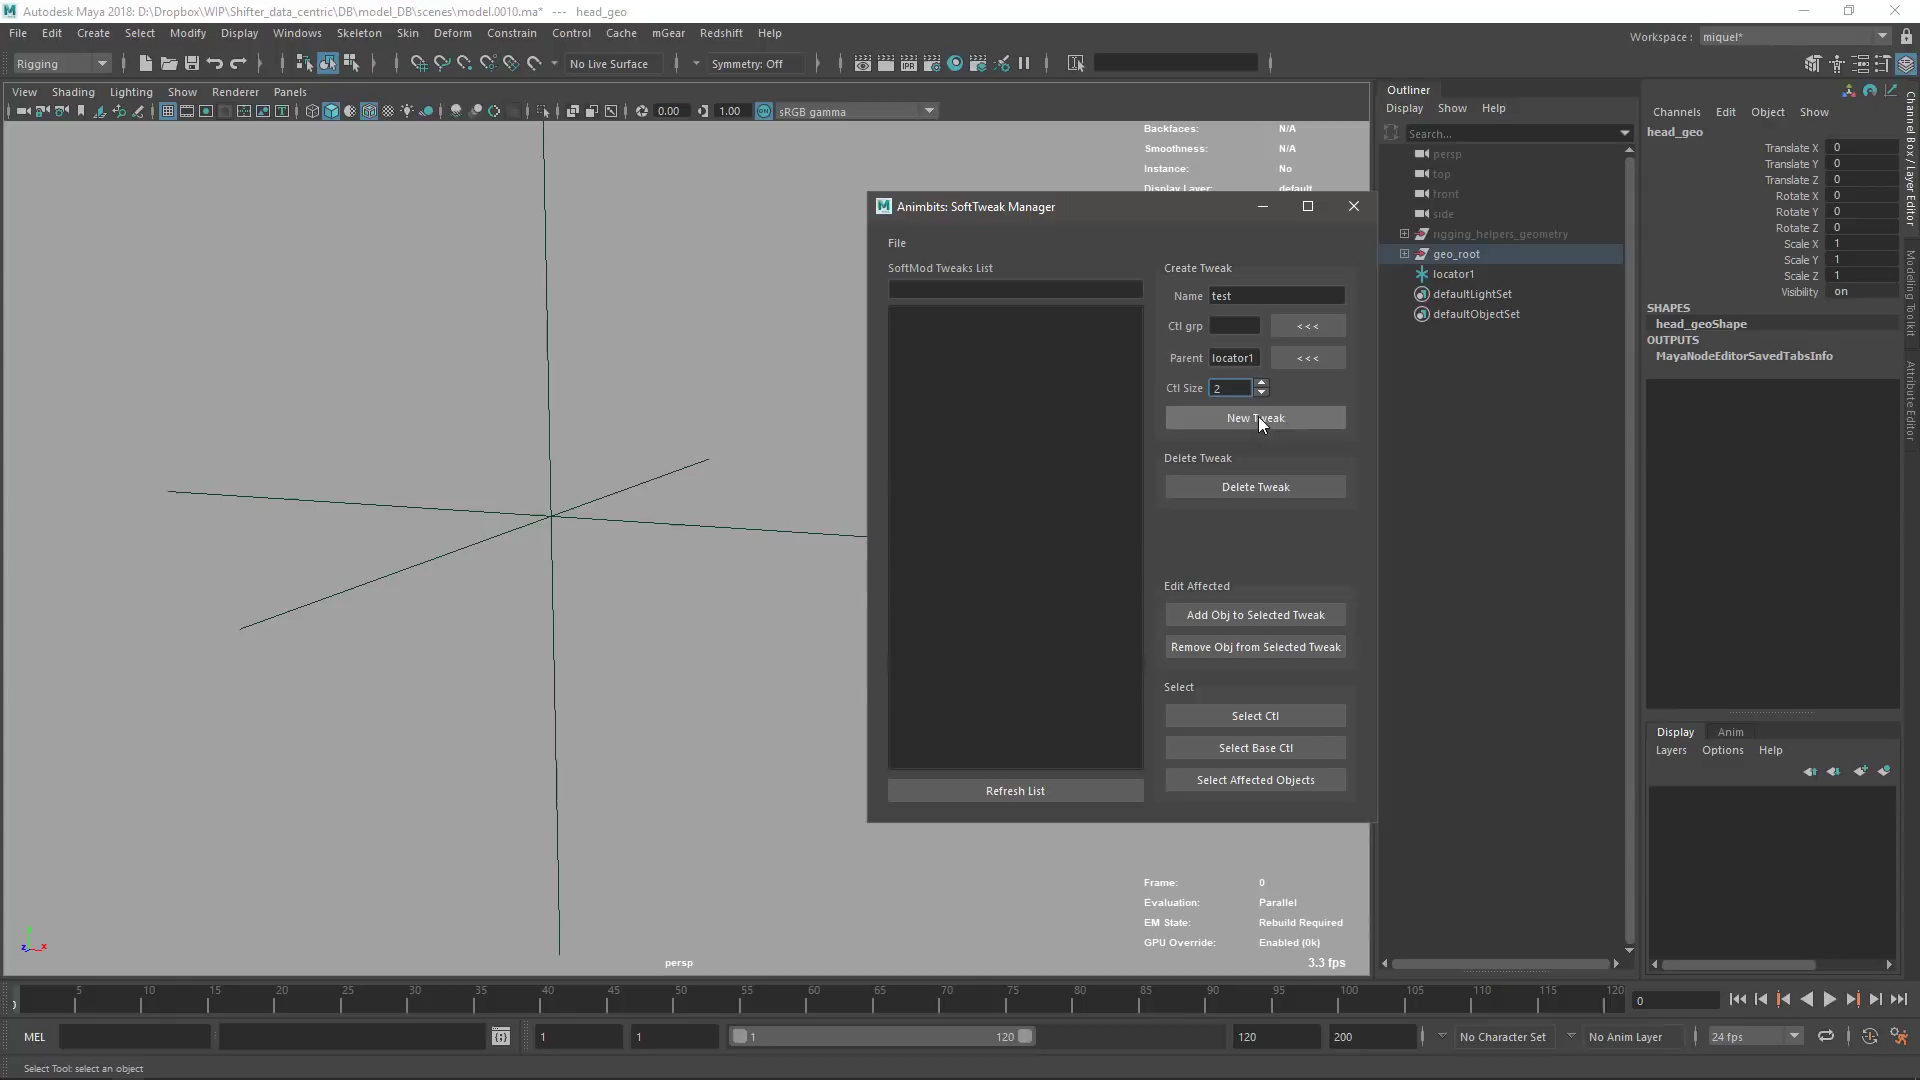 Autodesk Maya 2018: D:\Dropbox\WIP\Shifter_data_centric\DB\model_DB\scenes\model.0010.ma* --- head_geo
File Edit Create Select Modify Display Windows Skeleton Skin Deform Constrain Control Cache mGear Redshift Help
Workspace : miquel*
Rigging No Live Surface Symmetry: Off
View Shading Lighting Show Renderer Panels
0.00 1.00 sRGB gamma
Backfaces: N/A
Smoothness: N/A
Instance: No
Display Layer: default
Animbits: SoftTweak Manager
File
SoftMod Tweaks List
Create Tweak
Name test
Ctl grp <<<
Parent locator1 <<<
Ctl Size 2
New Tweak
Delete Tweak
Delete Tweak
Edit Affected
Add Obj to Selected Tweak
Remove Obj from Selected Tweak
Select
Select Ctl
Select Base Ctl
Select Affected Objects
Refresh List
Frame: 0
Evaluation: Parallel
EM State: Rebuild Required
GPU Override: Enabled (0k)
3.3 fps
persp
Outliner
Display Show Help
Search...
persp
top
front
side
rigging_helpers_geometry
geo_root
locator1
defaultLightSet
defaultObjectSet
Channels Edit Object Show
head_geo
Translate X 0
Translate Y 0
Translate Z 0
Rotate X 0
Rotate Y 0
Rotate Z 0
Scale X 1
Scale Y 1
Scale Z 1
Visibility on
SHAPES
head_geoShape
OUTPUTS
MayaNodeEditorSavedTabsInfo
Channel Box / Layer Editor
Modeling Toolkit
Attribute Editor
Display Anim
Layers Options Help
5 10 15 20 25 30 35 40 45 50 55 60 65 70 75 80 85 90 95 100 105 110 115 120
0
MEL 1 1 1 120 120 200 No Character Set No Anim Layer 24 fps
Select Tool: select an object